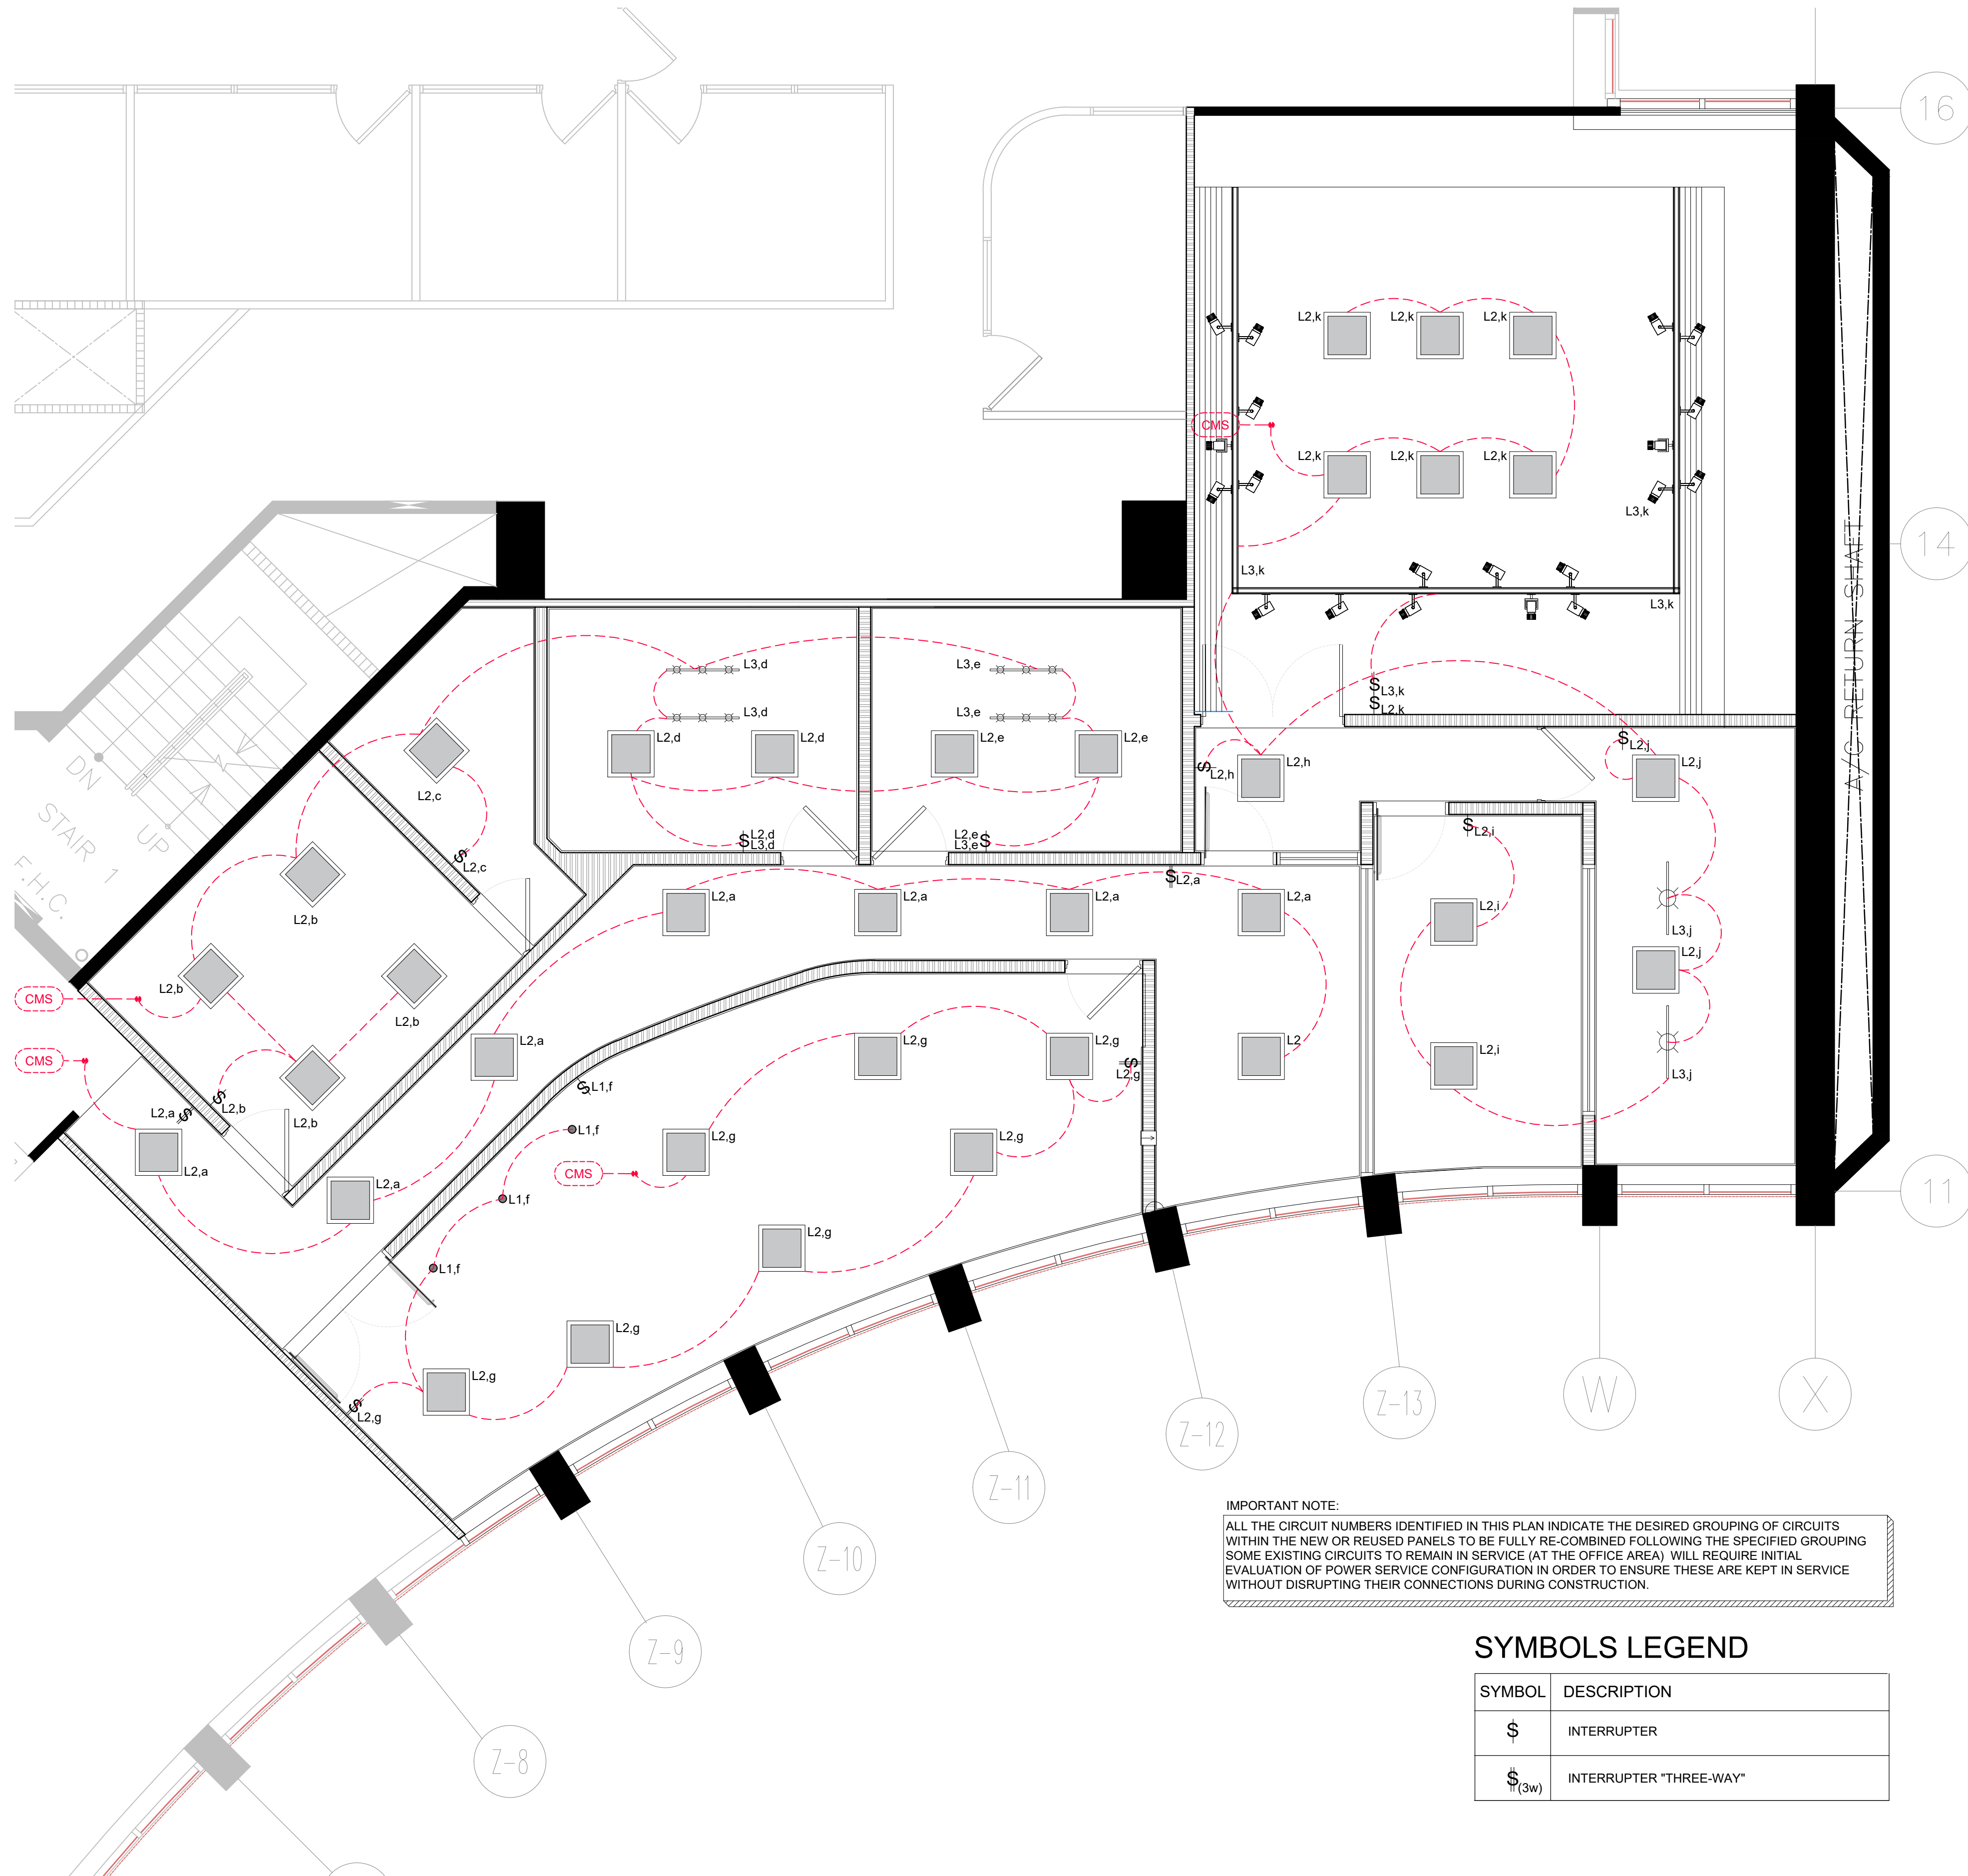 16
L2,k L2,k L2,k
CMS
L2,k L2,k L2,k
L3,k
14
L3,k
L3,k
A/C RETURN SHAFT
L3,d
L3,e
L3,d
L3,e
L3,k
L2,k
L2,d
L2,d
L2,e
L2,e
L2,j
L2,h
L2,h
L2,j
L2,c
DN
STAIR 1
UP
F.H.C.
L2,d
L3,d
L2,e
L3,e
L2,i
L2,c
L2,a
L2,b
L2,a
L2,a
L2,a
L2,a
L2,i
L3,j
L2,j
L2,b
CMS
L2,b
L2,a
L2,g
L2,g
L2
L2,i
CMS
L2,g
L3,j
L1,f
L2,a
L2,b
L2,b
L1,f
L2,g
L2,g
L2,a
CMS
L2,a
L1,f
11
L2,g
L1,f
L2,g
L2,g
L2,g
Z-13
W
X
Z-12
Z-11
Z-10
Z-9
Z-8
IMPORTANT NOTE:
ALL THE CIRCUIT NUMBERS IDENTIFIED IN THIS PLAN INDICATE THE DESIRED GROUPING OF CIRCUITS
WITHIN THE NEW OR REUSED PANELS TO BE FULLY RE-COMBINED FOLLOWING THE SPECIFIED GROUPING
SOME EXISTING CIRCUITS TO REMAIN IN SERVICE (AT THE OFFICE AREA) WILL REQUIRE INITIAL
EVALUATION OF POWER SERVICE CONFIGURATION IN ORDER TO ENSURE THESE ARE KEPT IN SERVICE
WITHOUT DISRUPTING THEIR CONNECTIONS DURING CONSTRUCTION.
SYMBOLS LEGEND
SYMBOL DESCRIPTION
$ INTERRUPTER
$(3w) INTERRUPTER "THREE-WAY"